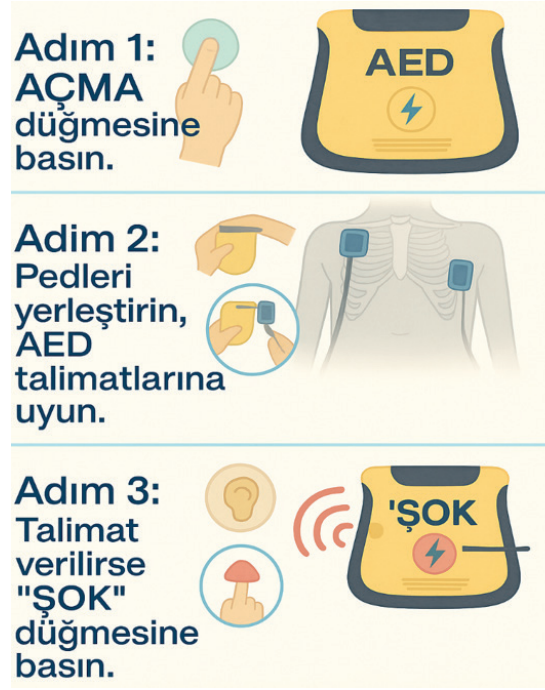 Adım 1:
AÇMA
düğmesine
basın.
AED
Adim 2:
Pedleri
yerleştirin,
AED
talimatlarına
uyun.
Adım 3:
Talimat
verilirse
"ŞOK"
düğmesine
basın.
'ŞOK